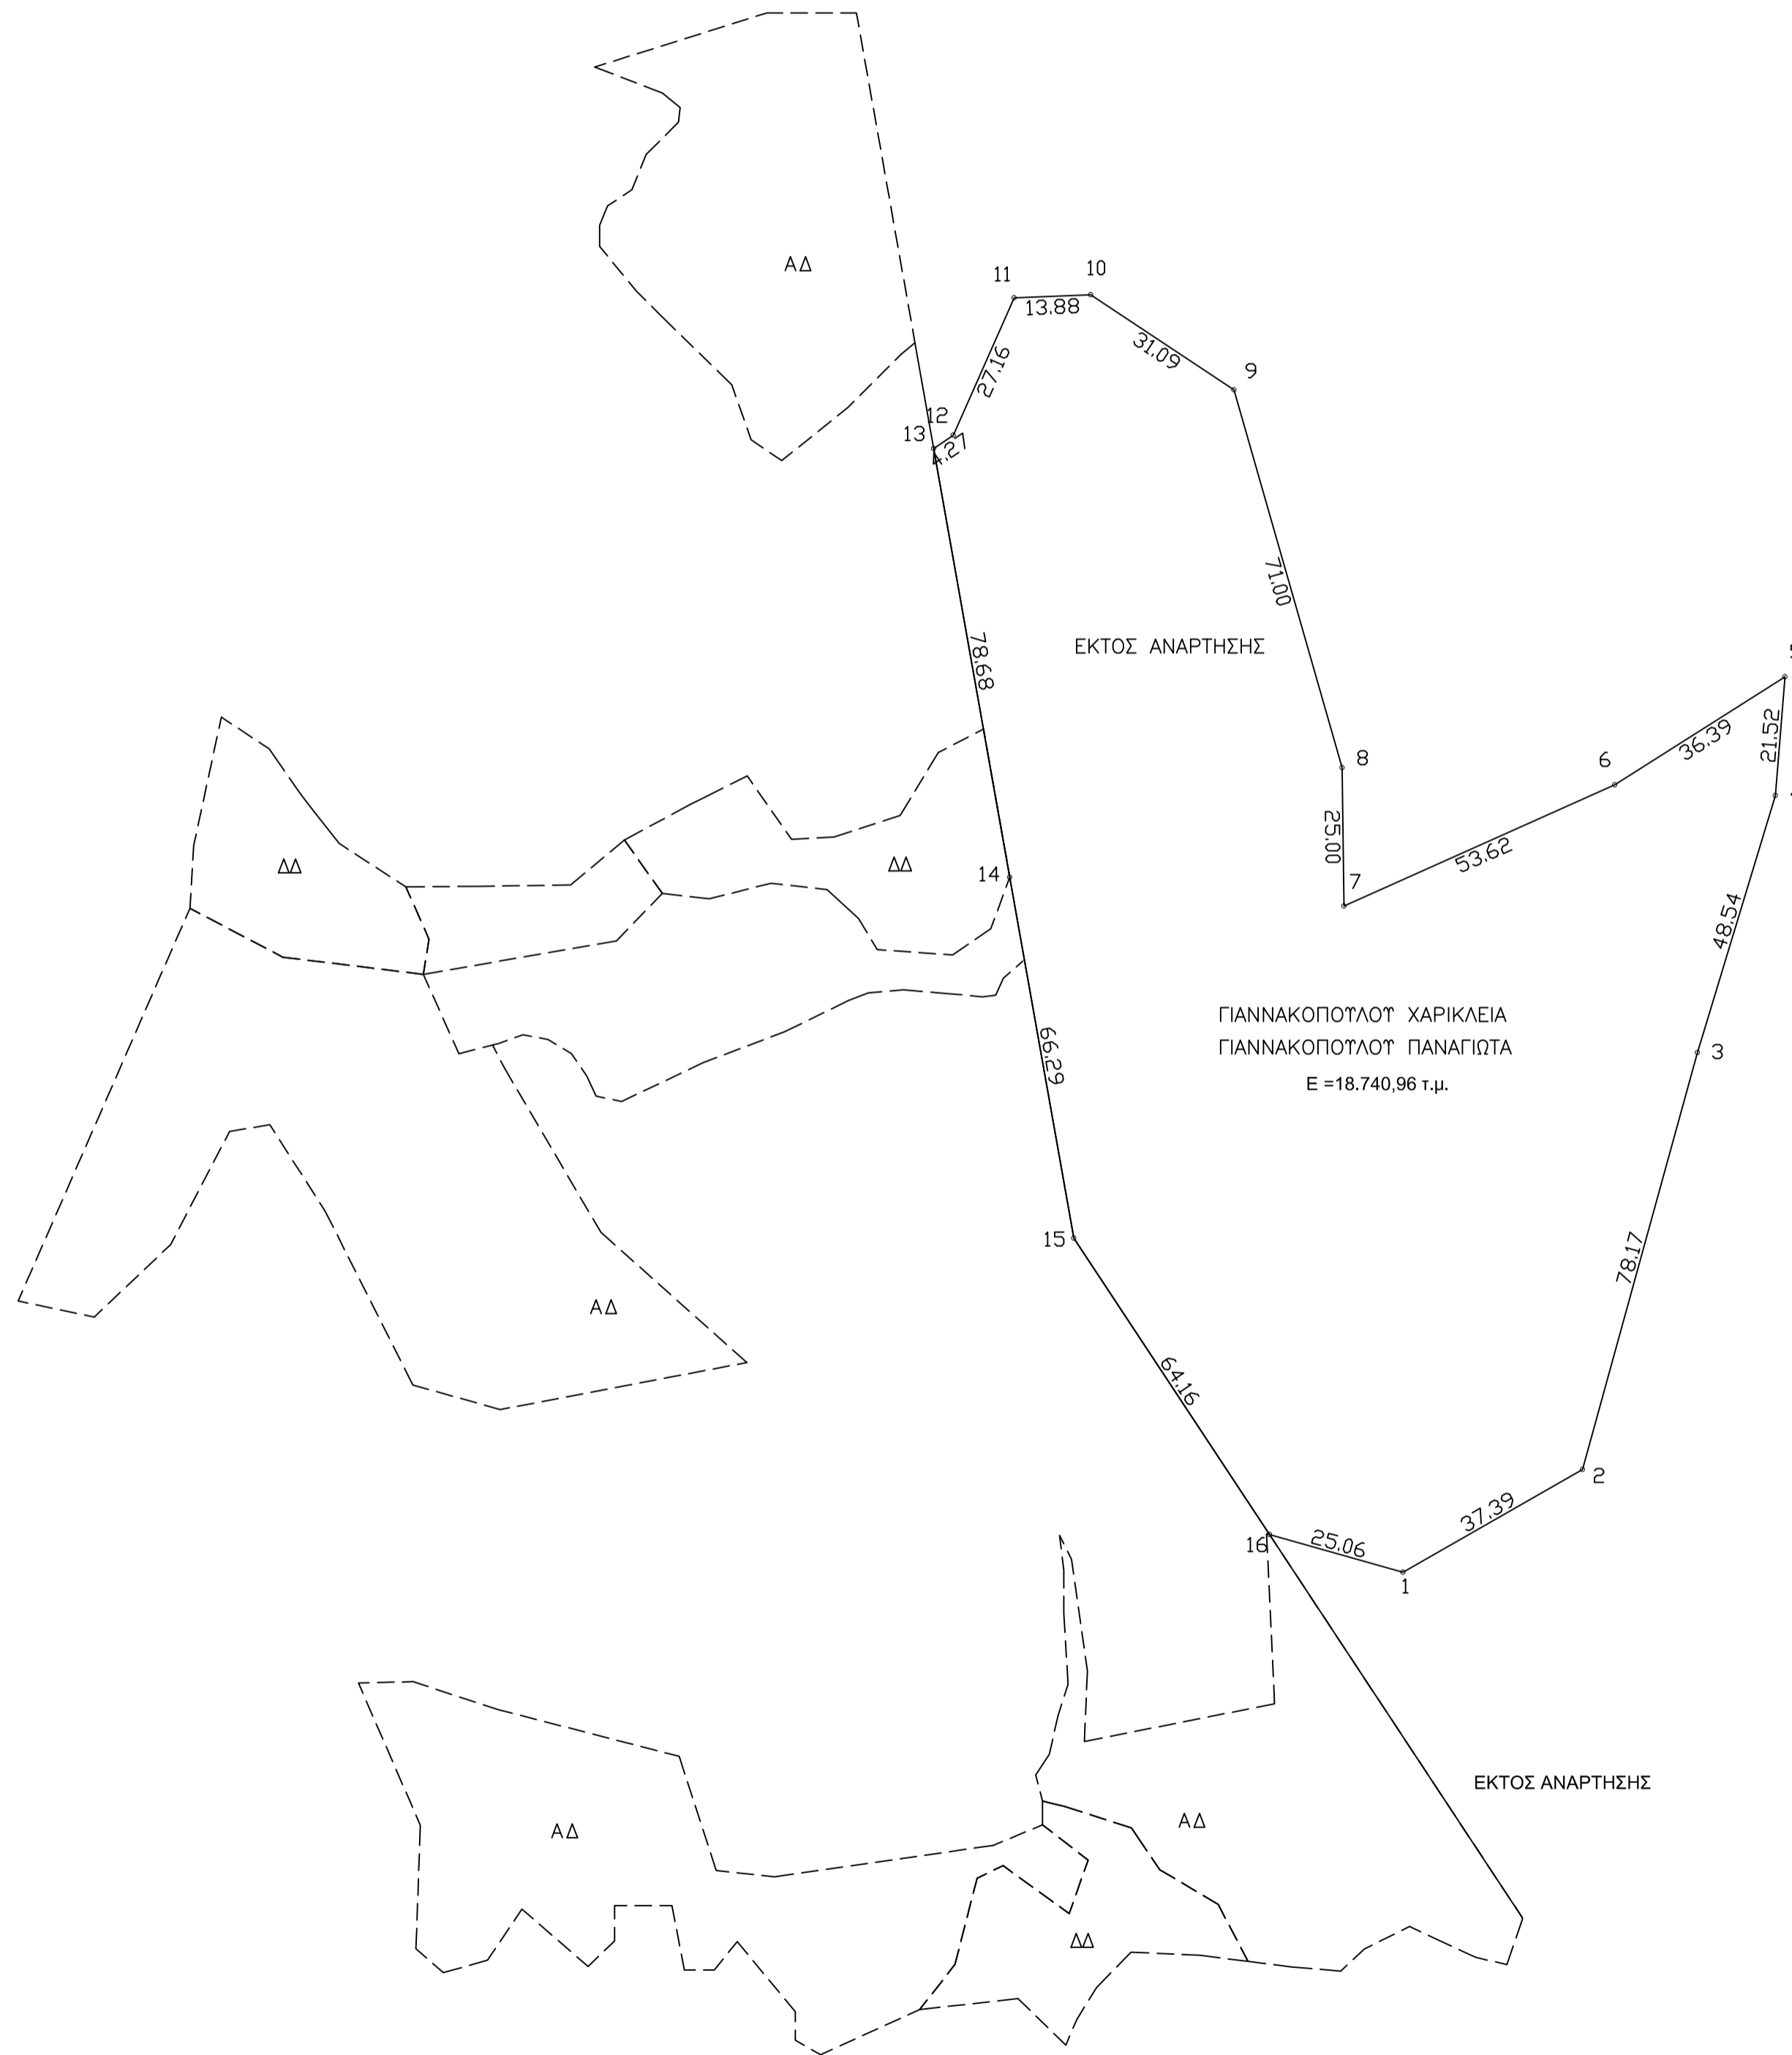 ΑΔ
11
10
13.88
31.09
9
27.16
12
13
4.27
71.00
ΕΚΤΟΣ ΑΝΑΡΤΗΣΗΣ
78.68
5
21.52
36.39
8
6
4
25.00
53.62
ΔΔ
ΔΔ
14
7
48.54
ΓΙΑΝΝΑΚΟΠΟΥΛΟΥ ΧΑΡΙΚΛΕΙΑ
ΓΙΑΝΝΑΚΟΠΟΥΛΟΥ ΠΑΝΑΓΙΩΤΑ
Ε =18.740,96 τ.μ.
3
66.29
15
78.17
ΑΔ
64.16
2
37.39
16
25.06
1
ΕΚΤΟΣ ΑΝΑΡΤΗΣΗΣ
ΑΔ
ΑΔ
ΔΔ